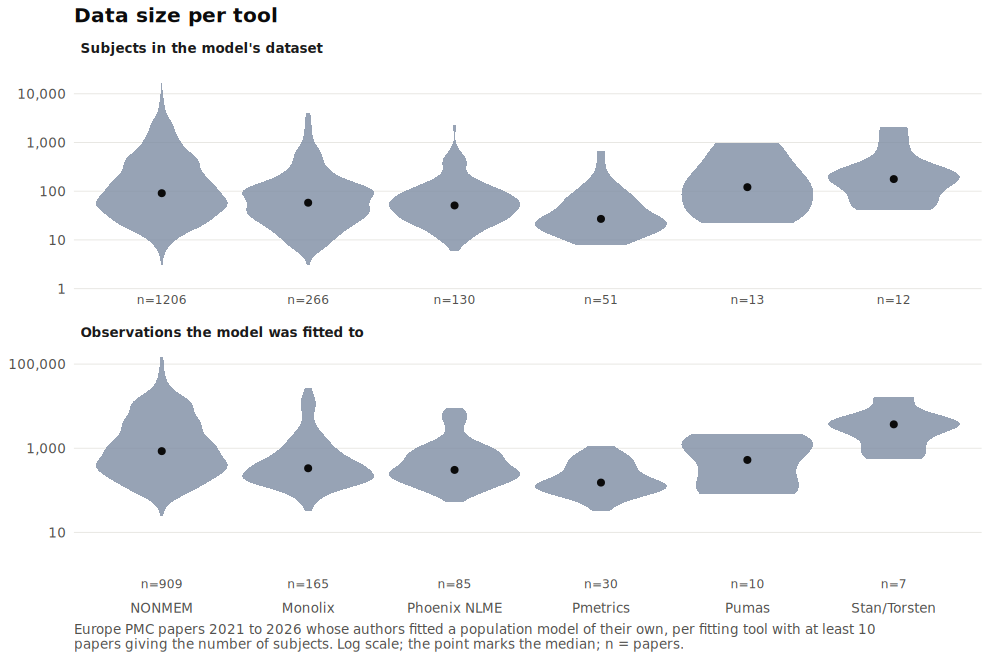 Data size per tool
Subjects in the model's dataset
10,000
1,000
100
10
1
n=1206 n=266 n=130 n=51 n=13 n=12
Observations the model was fitted to
100,000
1,000
10
n=909 n=165 n=85 n=30 n=10 n=7
NONMEM Monolix Phoenix NLME Pmetrics Pumas Stan/Torsten
Europe PMC papers 2021 to 2026 whose authors fitted a population model of their own, per fitting tool with at least 10
papers giving the number of subjects. Log scale; the point marks the median; n = papers.